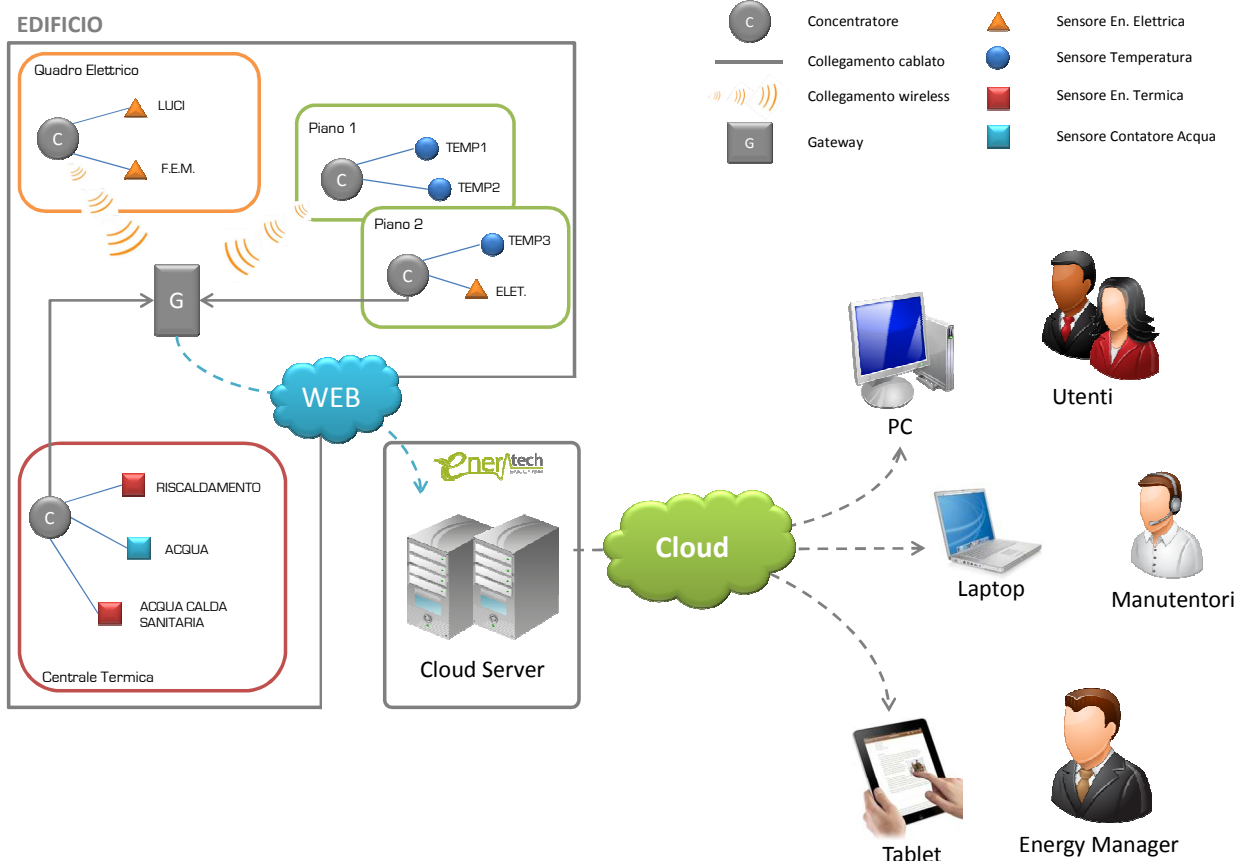 EDIFICIO
Quadro Elettrico
C
LUCI
F.E.M.
Piano 1
C
TEMP1
TEMP2
Piano 2
C
TEMP3
ELET.
G
WEB
C
RISCALDAMENTO
ACQUA
ACQUA CALDA
SANITARIA
Centrale Termica
C
Concentratore
Collegamento cablato
Collegamento wireless
G
Gateway
Sensore En. Elettrica
Sensore Temperatura
Sensore En. Termica
Sensore Contatore Acqua
ener
tech
Cloud Server
Cloud
PC
Laptop
Tablet
Utenti
Manutentori
Energy Manager